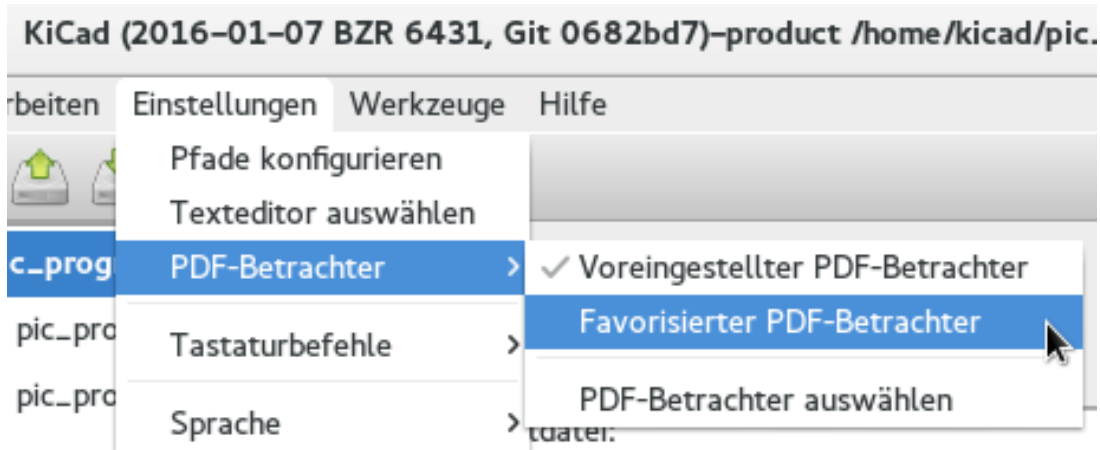 KiCad (2016–01–07 BZR 6431, Git 0682bd7)–product /home/kicad/pic.
rbeiten Einstellungen Werkzeuge Hilfe
Pfade konfigurieren
Texteditor auswählen
c_prog PDF-Betrachter Voreingestellter PDF-Betrachter
pic_pro Favorisierter PDF-Betrachter
Tastaturbefehle
pic_pro PDF-Betrachter auswählen
Sprache tdatei: